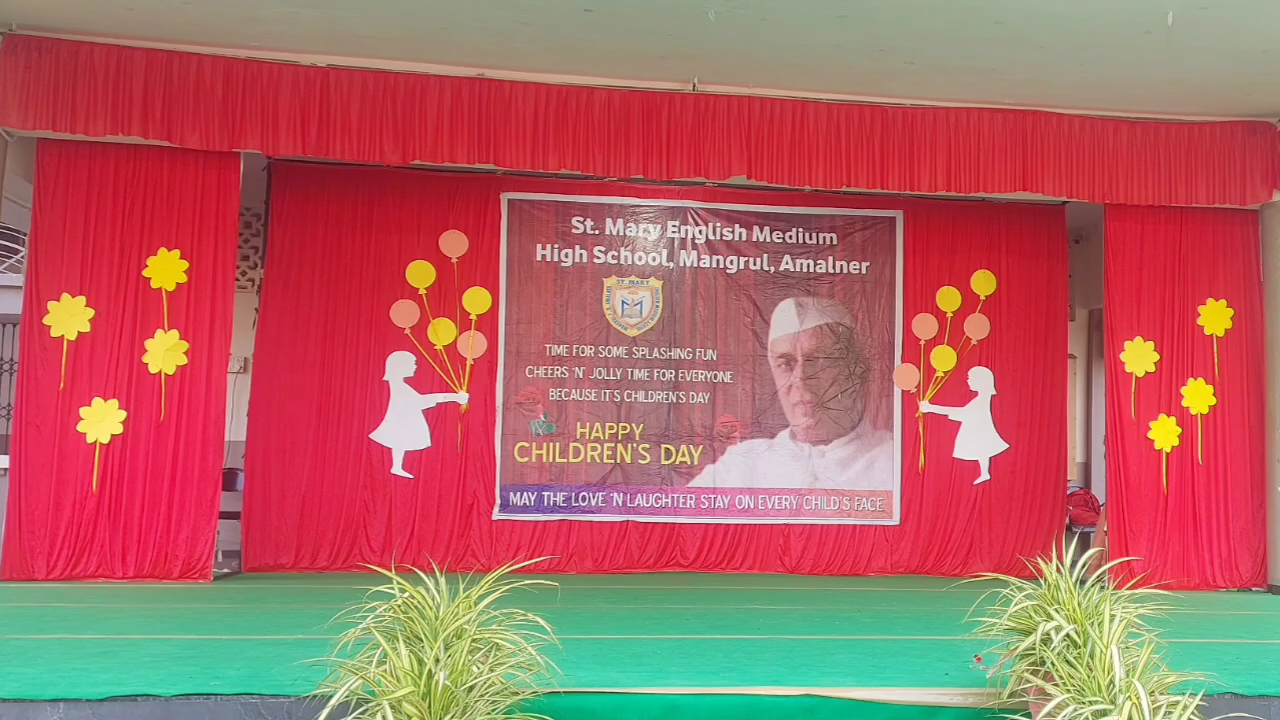 St. Mary English Medium
High School, Mangrul, Amalner
ST. MARY
TIME FOR SOME SPLASHING FUN
CHEERS 'N' JOLLY TIME FOR EVERYONE
BECAUSE IT'S CHILDREN'S DAY
HAPPY
CHILDREN'S DAY
MAY THE LOVE 'N LAUGHTER STAY ON EVERY CHILD'S FACE